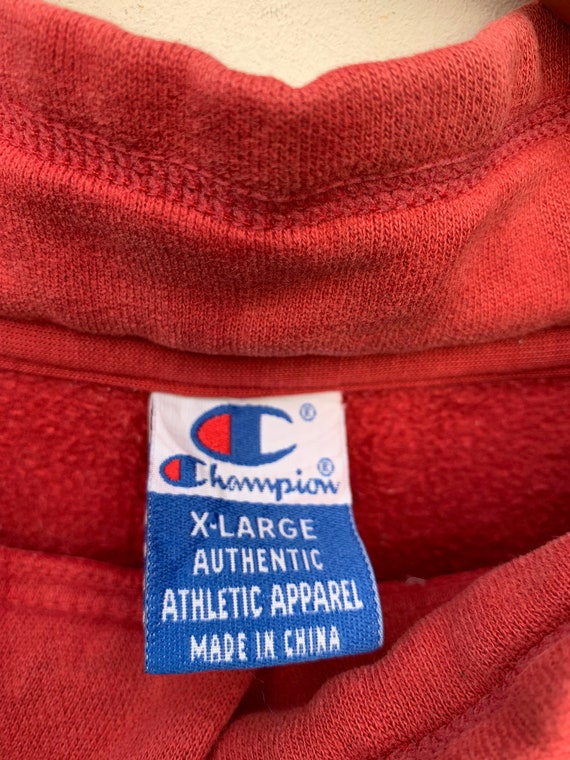 ®
Champion®
X-LARGE
AUTHENTIC
ATHLETIC APPAREL
MADE IN CHINA